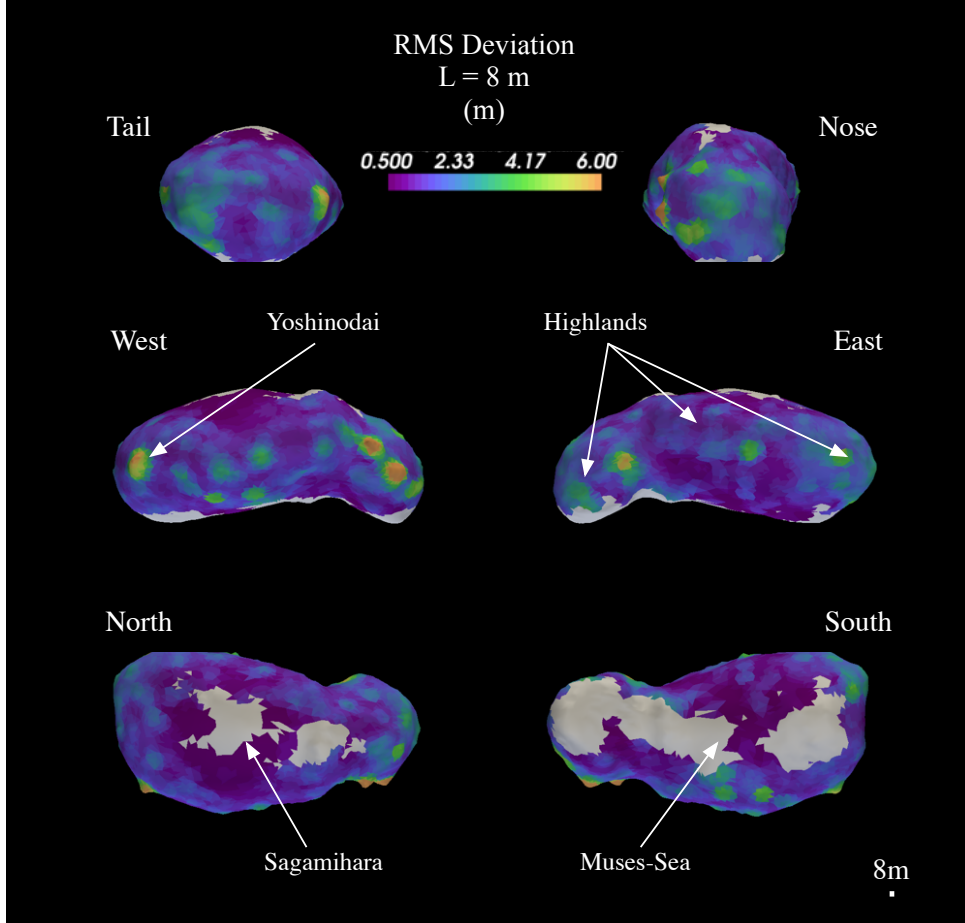 RMS Deviation
L = 8 m
(m)
Tail
Nose
0.500 2.33 4.17 6.00
Yoshinodai
Highlands
West
East
North
South
Sagamihara
Muses-Sea
8m